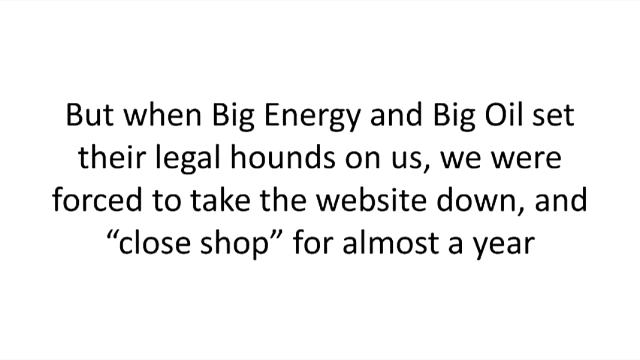 But when Big Energy and Big Oil set
their legal hounds on us, we were
forced to take the website down, and
“close shop” for almost a year